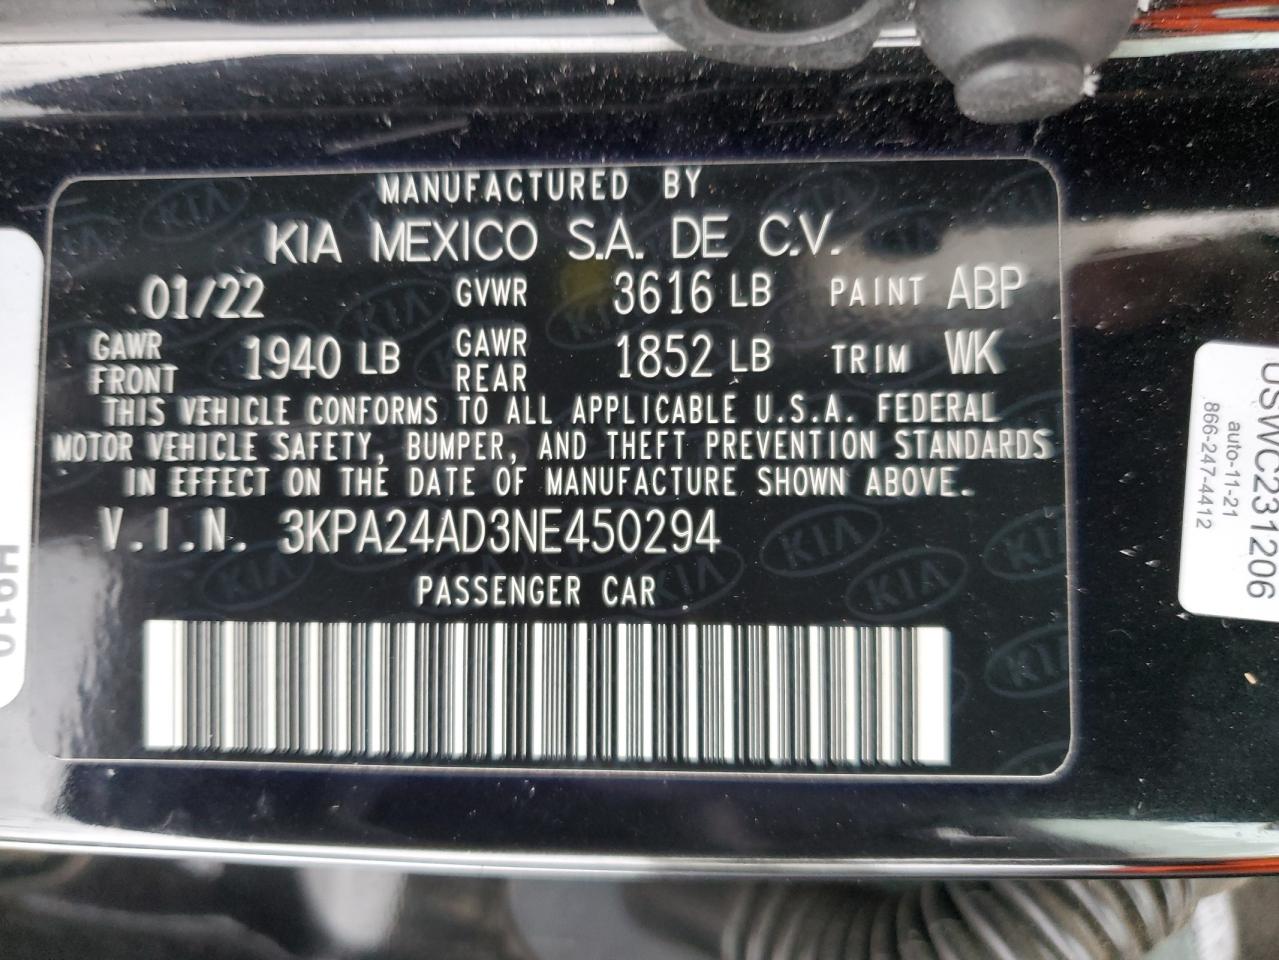 MANUFACTURED BY
KIA MEXICO S.A. DE C.V.
01/22 GVWR 3616 LB PAINT ABP
GAWR FRONT 1940 LB GAWR REAR 1852 LB TRIM WK
THIS VEHICLE CONFORMS TO ALL APPLICABLE U.S.A. FEDERAL
MOTOR VEHICLE SAFETY, BUMPER, AND THEFT PREVENTION STANDARDS
IN EFFECT ON THE DATE OF MANUFACTURE SHOWN ABOVE.
V.I.N. 3KPA24AD3NE450294
PASSENGER CAR
USWC231206
auto-11-21
866-247-4412